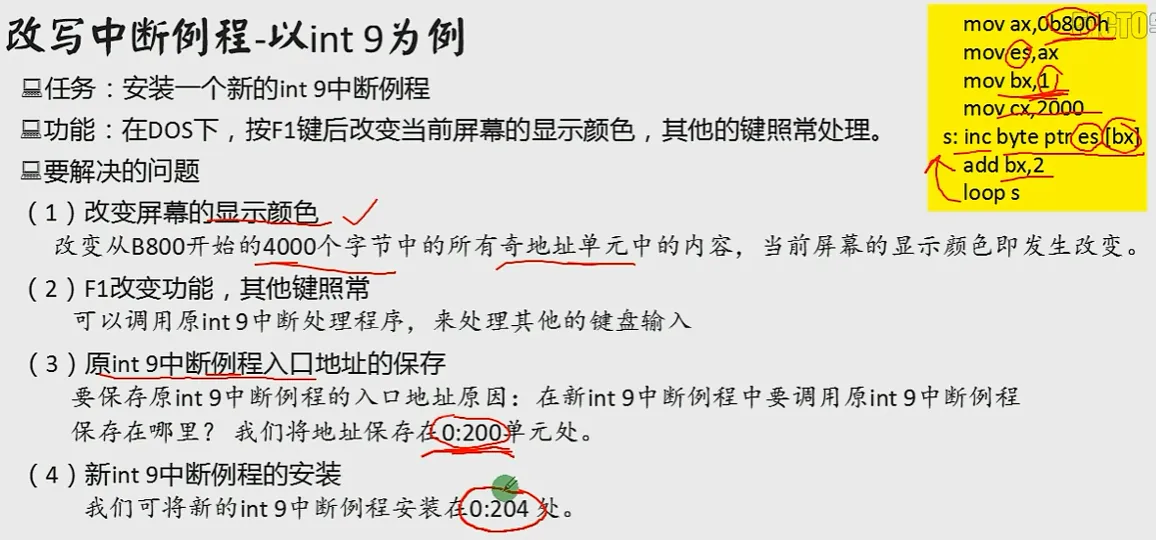 改写中断例程-以int 9为例
任务：安装一个新的int 9中断例程
功能：在DOS下，按F1键后改变当前屏幕的显示颜色，其他的键照常处理。
要解决的问题
（1）改变屏幕的显示颜色
改变从B800开始的4000个字节中的所有奇地址单元中的内容，当前屏幕的显示颜色即发生改变。
（2）F1改变功能，其他键照常
可以调用原int 9中断处理程序，来处理其他的键盘输入
（3）原int 9中断例程入口地址的保存
要保存原int 9中断例程的入口地址原因：在新int 9中断例程中要调用原int 9中断例程
保存在哪里？ 我们将地址保存在0:200单元处。
（4）新int 9中断例程的安装
我们可将新的int 9中断例程安装在0:204 处。
mov ax,0b800h
mov es,ax
mov bx,1
mov cx,2000
s: inc byte ptr es [bx]
add bx,2
loop s